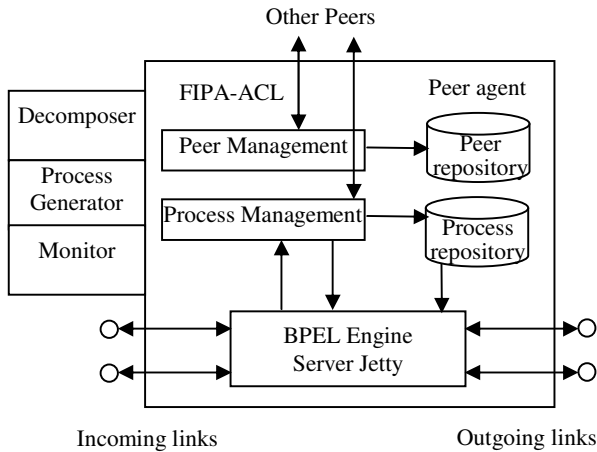 Other Peers
FIPA-ACL
Peer agent
Decomposer
Peer Management
Peer
repository
Process
Generator
Process Management
Process
repository
Monitor
BPEL Engine
Server Jetty
Incoming links
Outgoing links